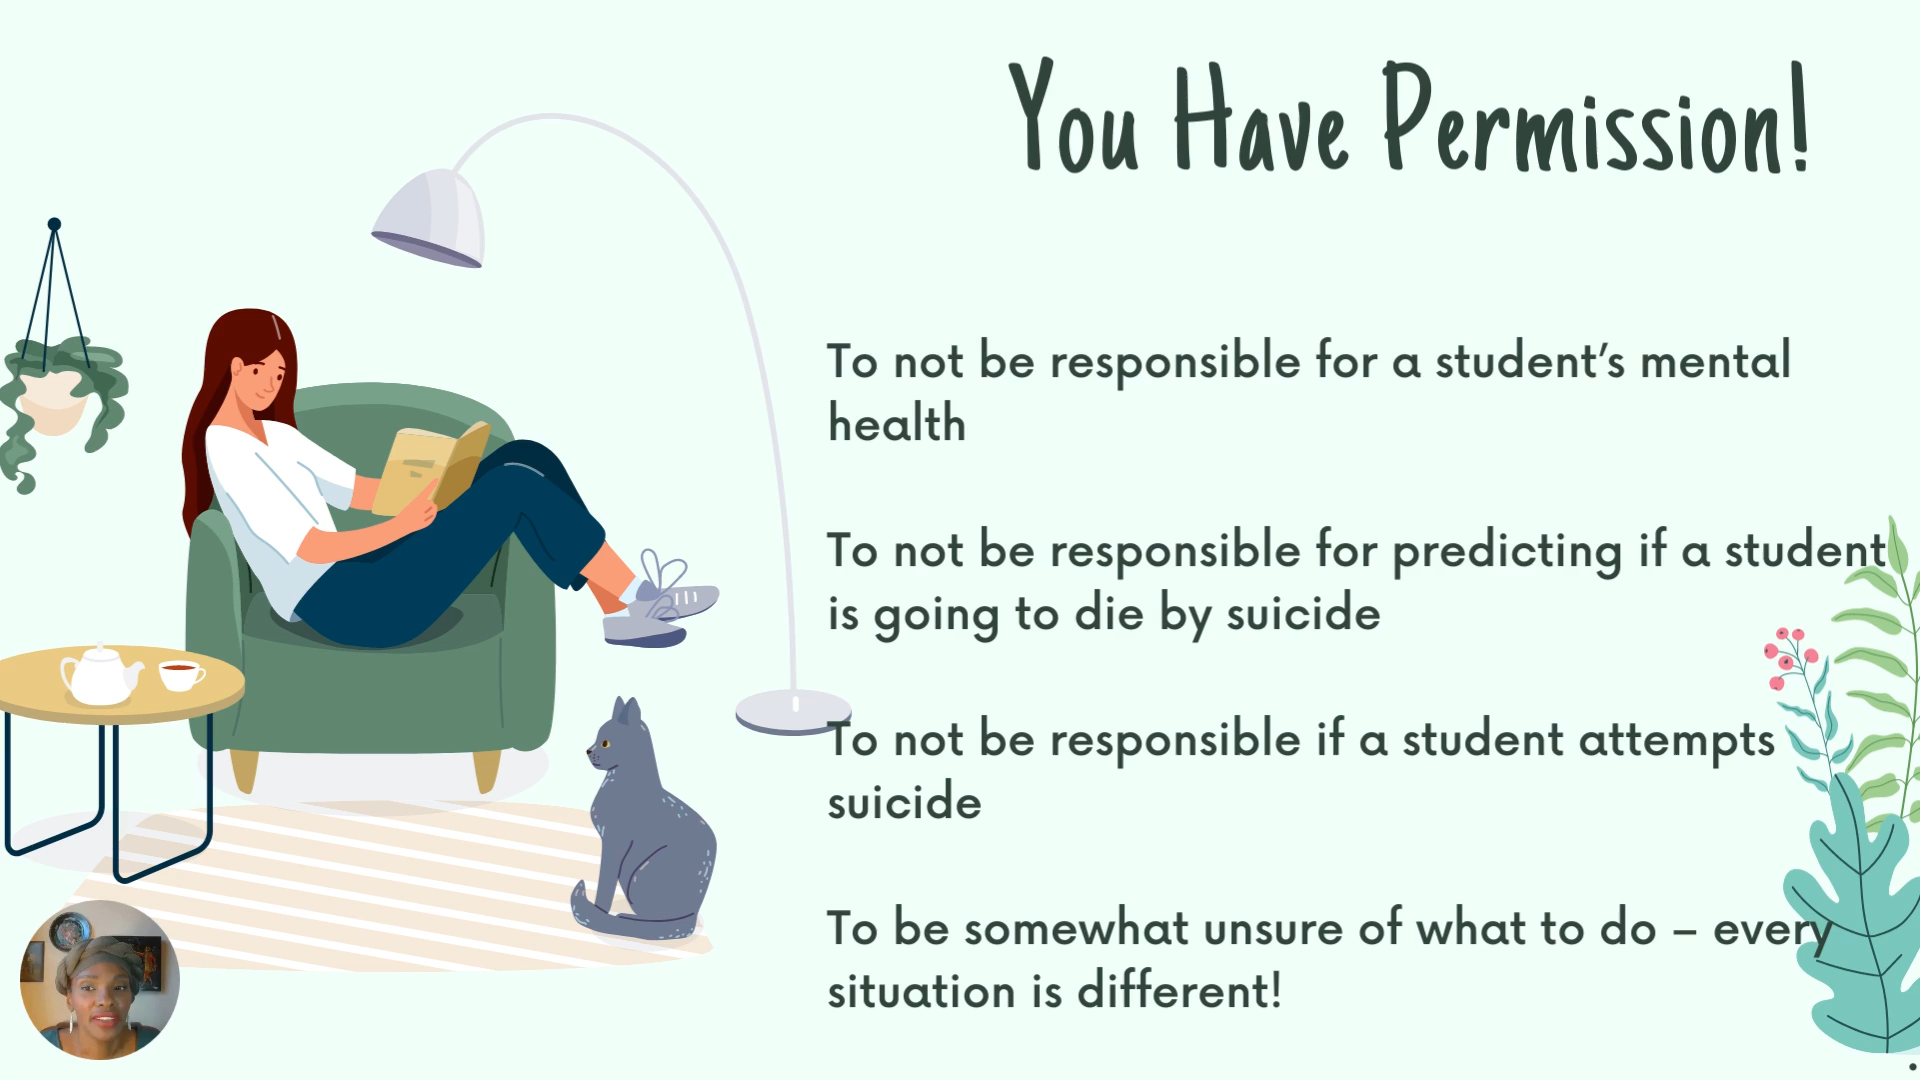 You Have Permission!
To not be responsible for a student’s mental
health
To not be responsible for predicting if a student
is going to die by suicide
To not be responsible if a student attempts
suicide
To be somewhat unsure of what to do – every
situation is different!